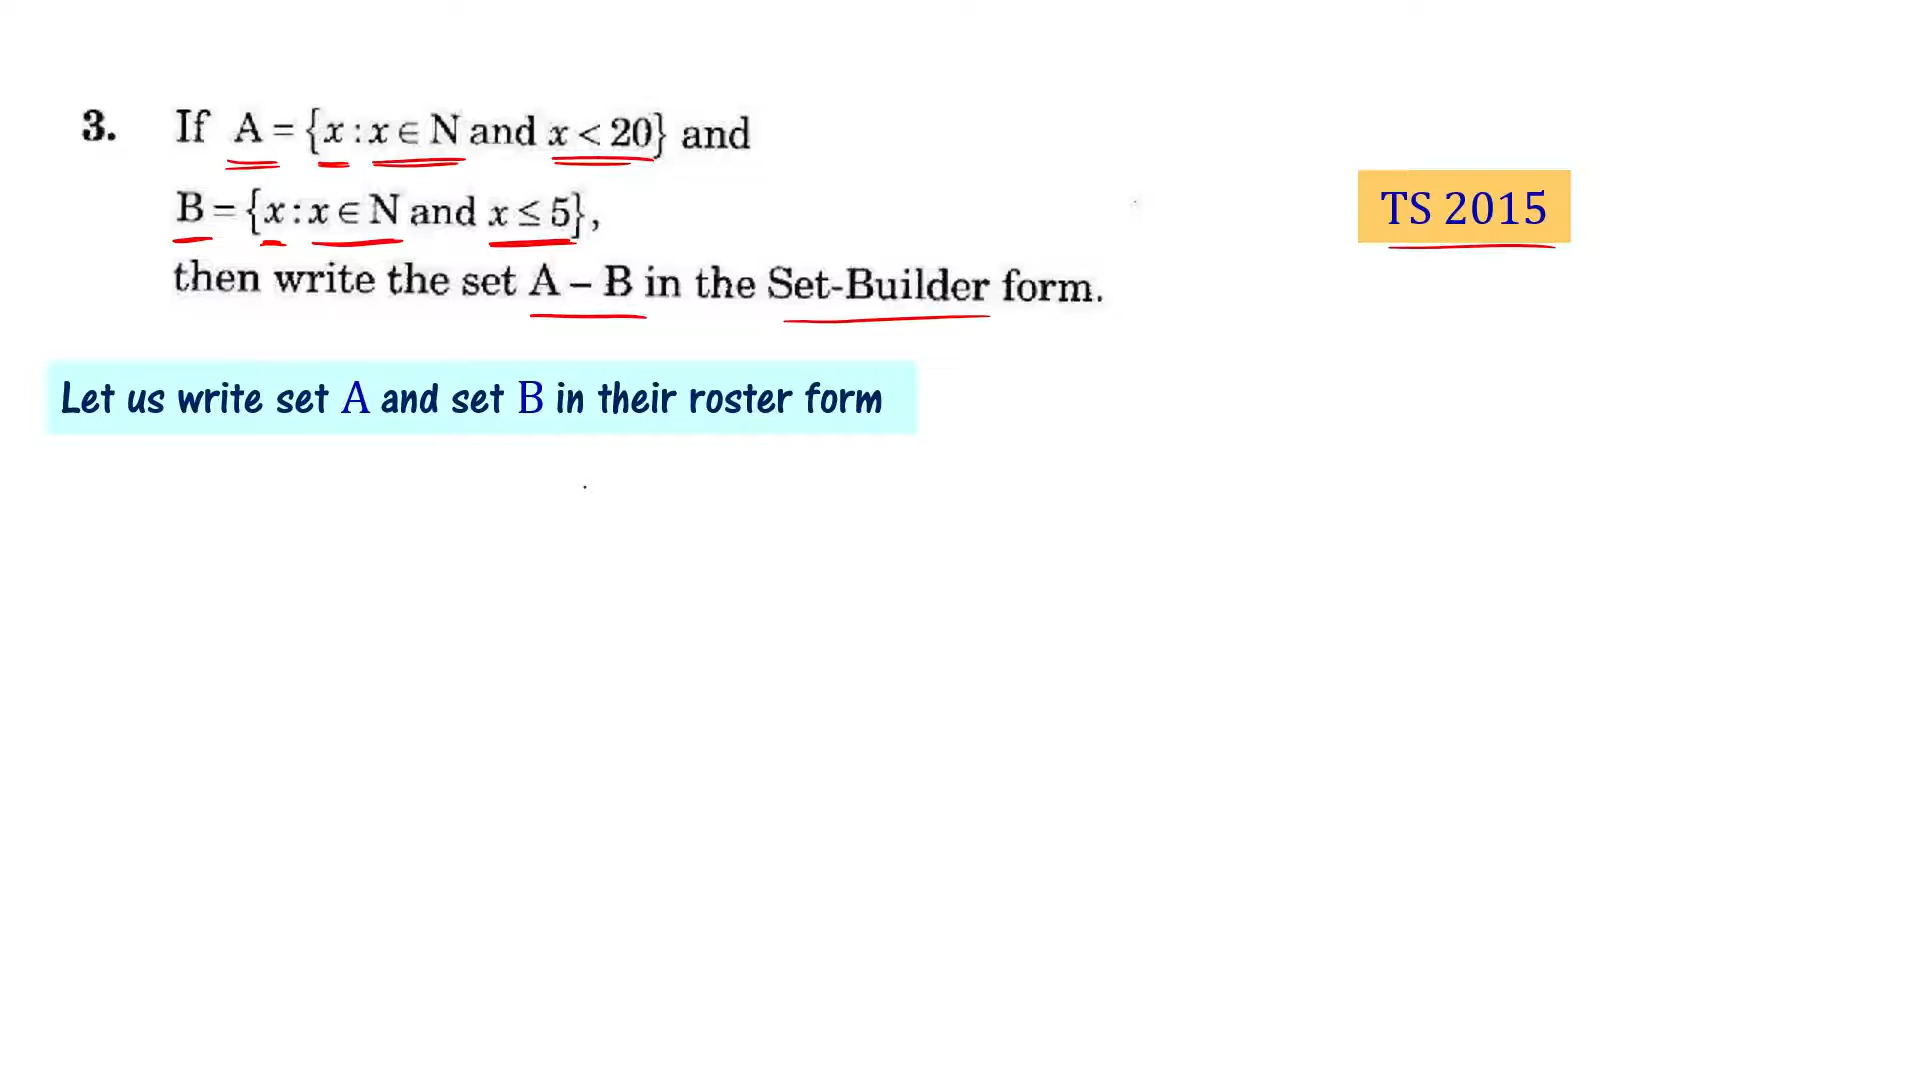 3. If A = {x : x ∈ N and x < 20} and
B = {x : x ∈ N and x ≤ 5},
then write the set A – B in the Set-Builder form.
TS 2015
Let us write set A and set B in their roster form